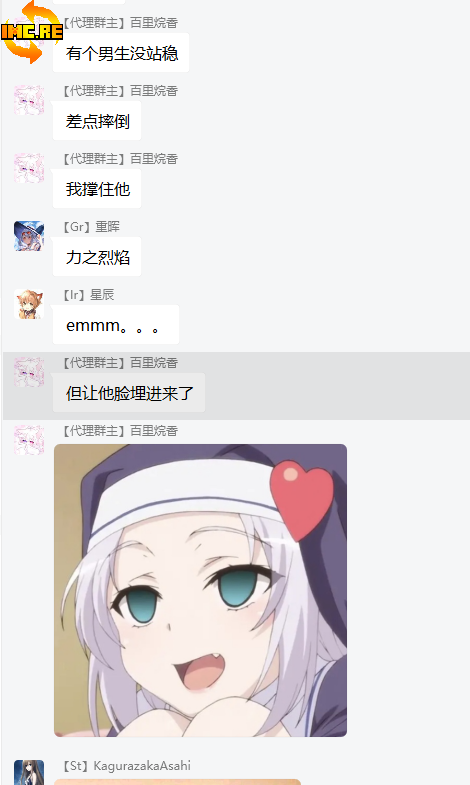 IMC.RE
【代理群主】百里烷香
有个男生没站稳
【代理群主】百里烷香
差点摔倒
【代理群主】百里烷香
我撑住他
【Gr】重晖
力之烈焰
【Ir】星辰
emmm。。。
【代理群主】百里烷香
但让他脸埋进来了
【代理群主】百里烷香
【St】KagurazakaAsahi